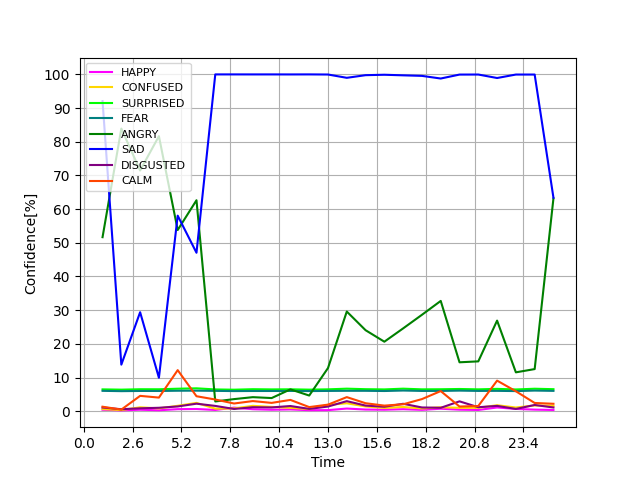 HAPPY
CONFUSED
SURPRISED
FEAR
ANGRY
SAD
DISGUSTED
CALM
Confidence[%]
100
90
80
70
60
50
40
30
20
10
0
0.0 2.6 5.2 7.8 10.4 13.0 15.6 18.2 20.8 23.4
Time